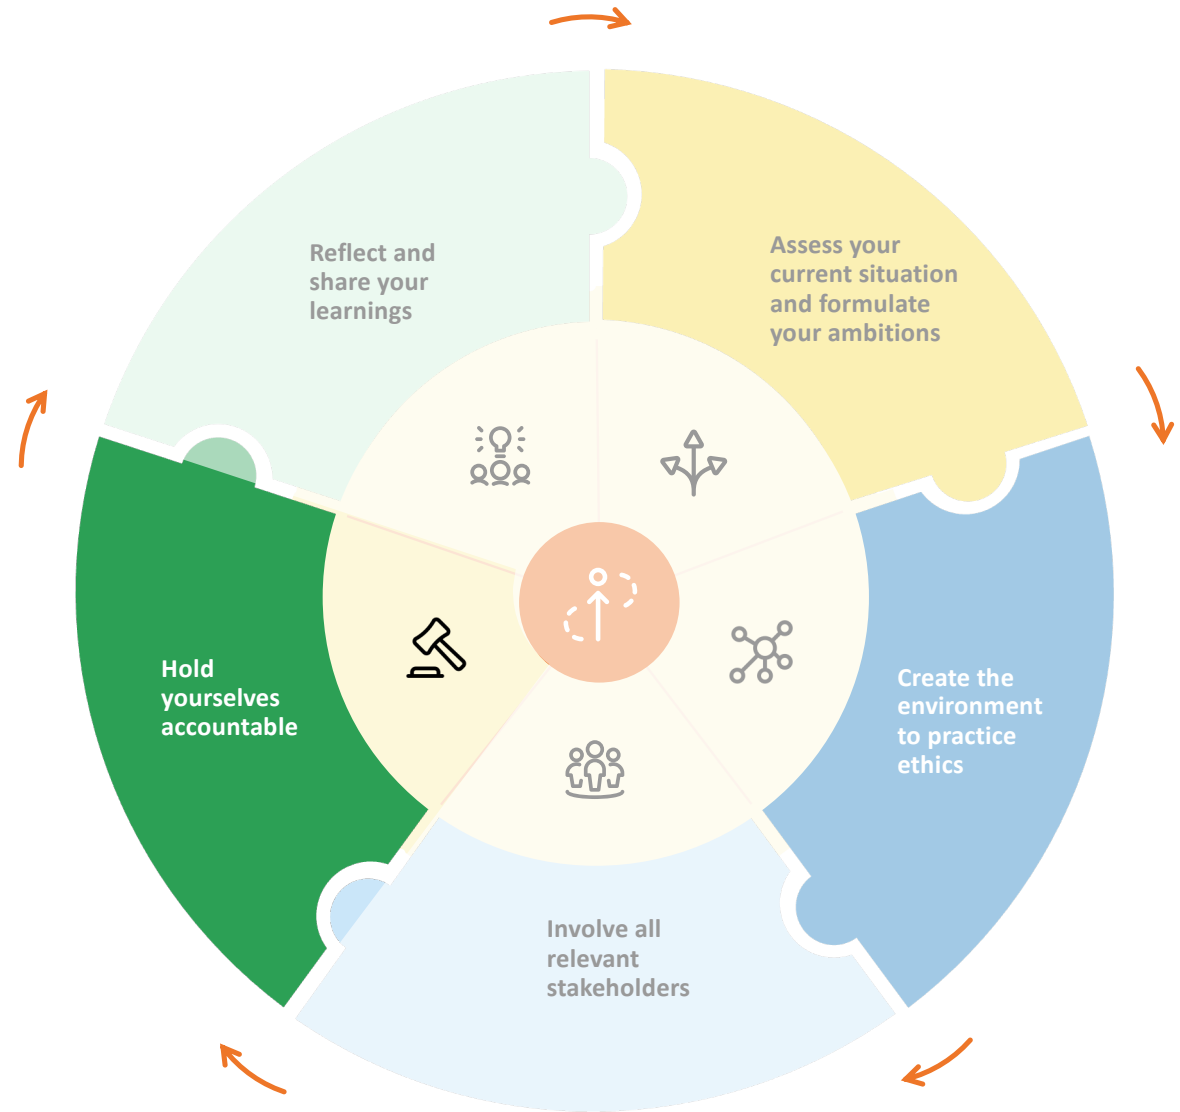 Reflect and
share your
learnings
Assess your
current situation
and formulate
your ambitions
Hold
yourselves
accountable
Create the
environment
to practice
ethics
Involve all
relevant
stakeholders